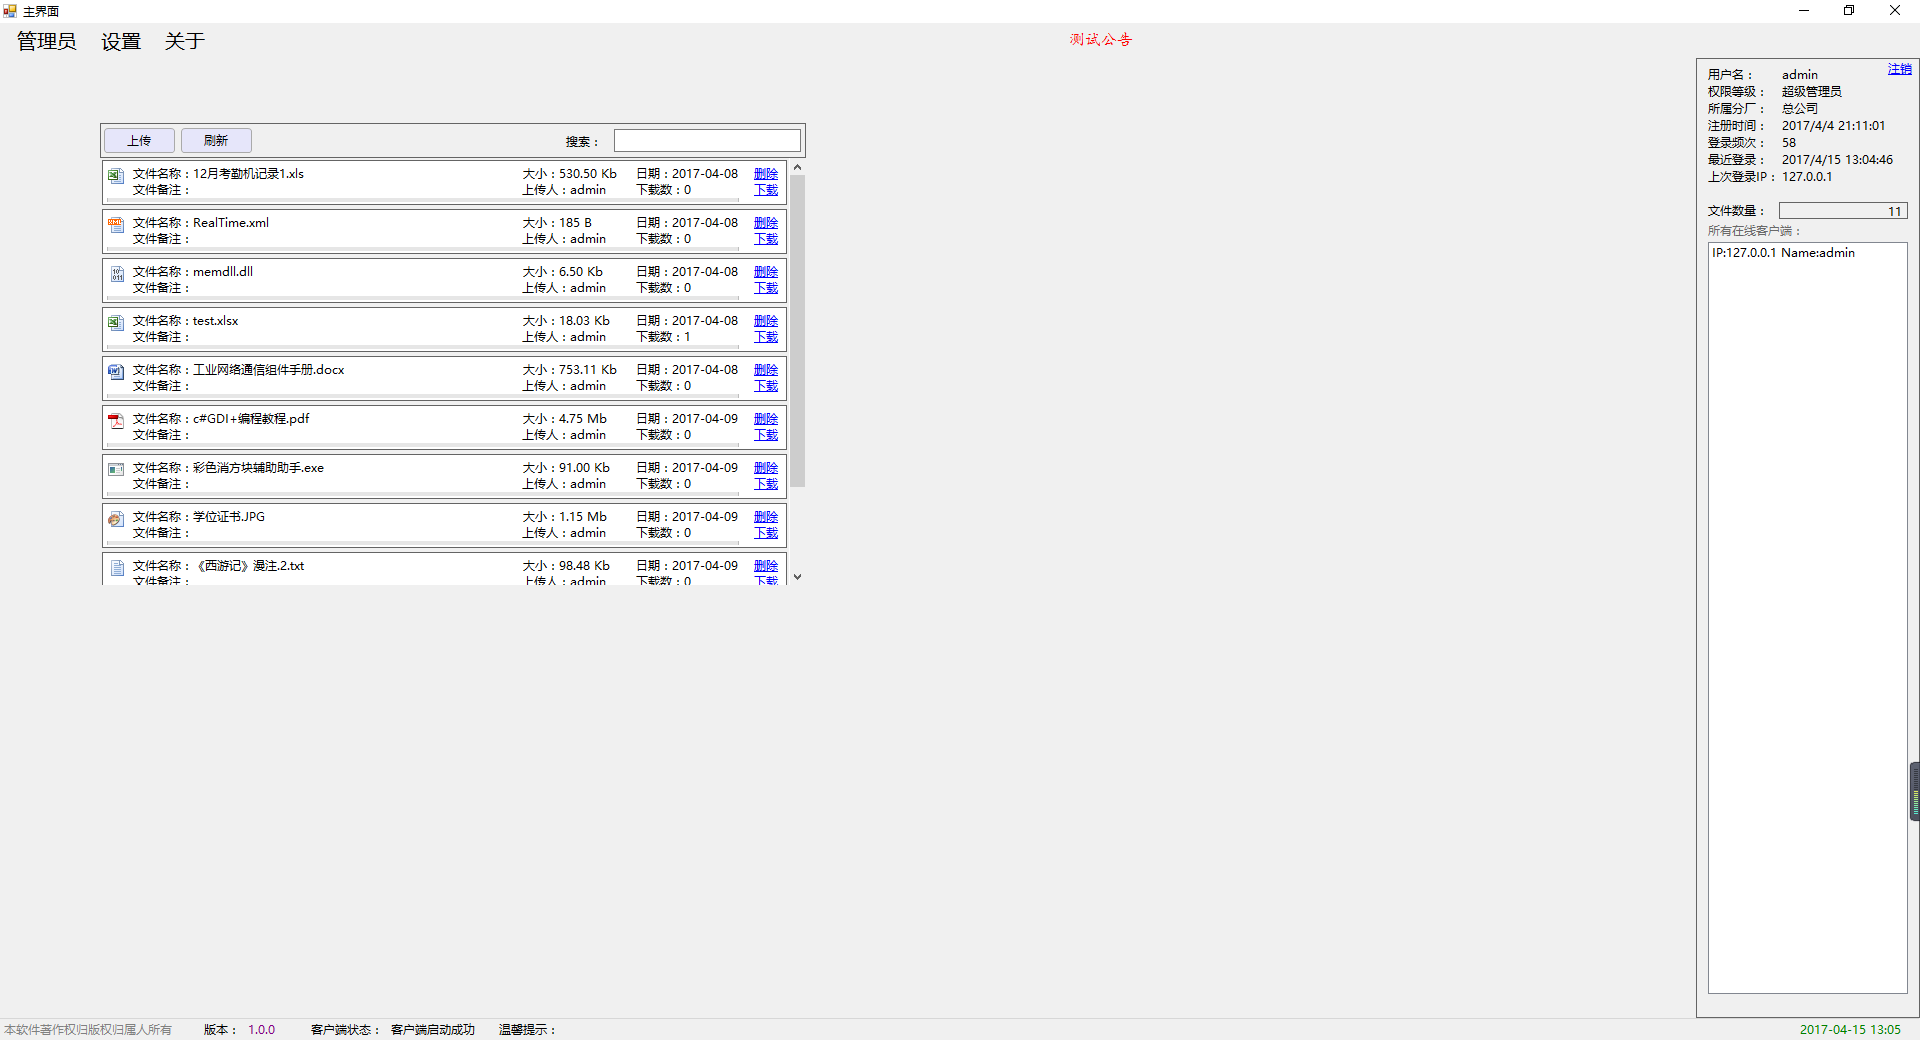 主界面
管理员 设置 关于
测试公告
注销
用户名： admin
权限等级： 超级管理员
所属分厂： 总公司
注册时间： 2017/4/4 21:11:01
登录频次： 58
最近登录： 2017/4/15 13:04:46
上次登录IP： 127.0.0.1
文件数量： 11
所有在线客户端：
IP:127.0.0.1 Name:admin
上传 刷新 搜索：
文件名称：12月考勤机记录1.xls 大小：530.50 Kb 日期：2017-04-08 删除
文件备注： 上传人：admin 下载数：0 下载
文件名称：RealTime.xml 大小：185 B 日期：2017-04-08 删除
文件备注： 上传人：admin 下载数：0 下载
文件名称：memdll.dll 大小：6.50 Kb 日期：2017-04-08 删除
文件备注： 上传人：admin 下载数：0 下载
文件名称：test.xlsx 大小：18.03 Kb 日期：2017-04-08 删除
文件备注： 上传人：admin 下载数：1 下载
文件名称：工业网络通信组件手册.docx 大小：753.11 Kb 日期：2017-04-08 删除
文件备注： 上传人：admin 下载数：0 下载
文件名称：c#GDI+编程教程.pdf 大小：4.75 Mb 日期：2017-04-09 删除
文件备注： 上传人：admin 下载数：0 下载
文件名称：彩色消方块辅助助手.exe 大小：91.00 Kb 日期：2017-04-09 删除
文件备注： 上传人：admin 下载数：0 下载
文件名称：学位证书.JPG 大小：1.15 Mb 日期：2017-04-09 删除
文件备注： 上传人：admin 下载数：0 下载
文件名称：《西游记》漫注.2.txt 大小：98.48 Kb 日期：2017-04-09 删除
文件备注： 上传人：admin 下载数：0 下载
本软件著作权归版权归属人所有 版本： 1.0.0 客户端状态： 客户端启动成功 温馨提示：
2017-04-15 13:05